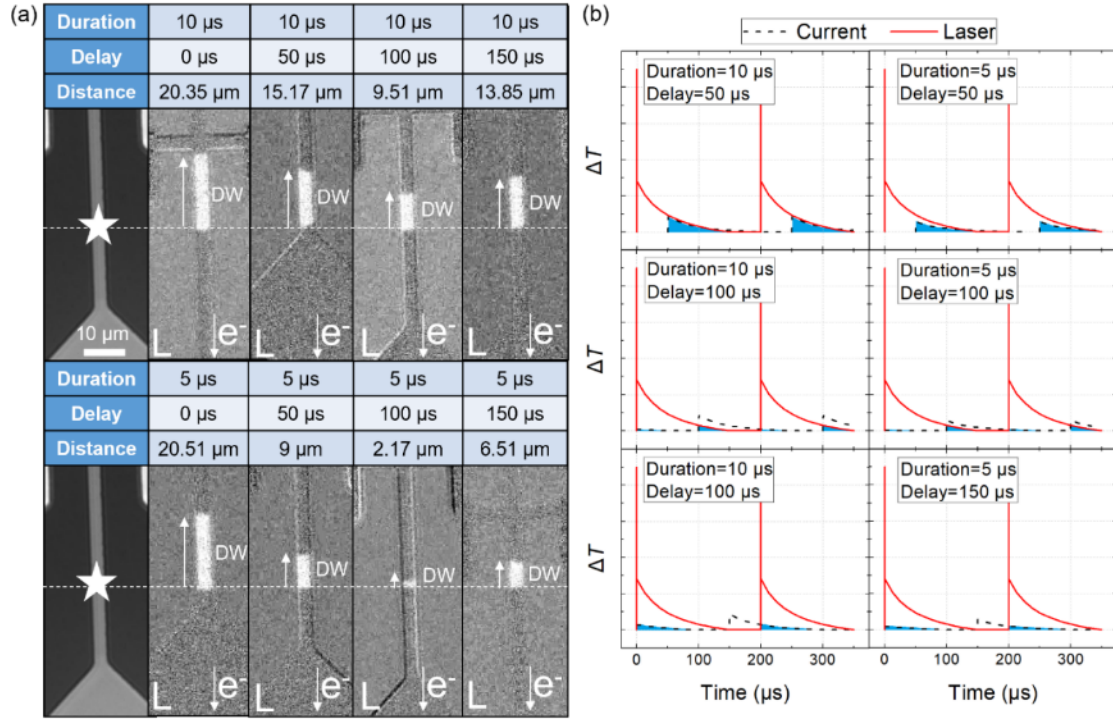 (a)
Duration 10 µs 10 µs 10 µs 10 µs
Delay 0 µs 50 µs 100 µs 150 µs
Distance 20.35 µm 15.17 µm 9.51 µm 13.85 µm
DW DW DW DW
10 µm
L e- L e- L e- L e-
Duration 5 µs 5 µs 5 µs 5 µs
Delay 0 µs 50 µs 100 µs 150 µs
Distance 20.51 µm 9 µm 2.17 µm 6.51 µm
DW DW DW DW
L e- L e- L e- L e-
(b)
Current Laser
Duration=10 µs
Delay=50 µs
Duration=5 µs
Delay=50 µs
ΔT
Duration=10 µs
Delay=100 µs
Duration=5 µs
Delay=100 µs
ΔT
Duration=10 µs
Delay=100 µs
Duration=5 µs
Delay=150 µs
ΔT
0 100 200 300 0 100 200 300
Time (µs) Time (µs)